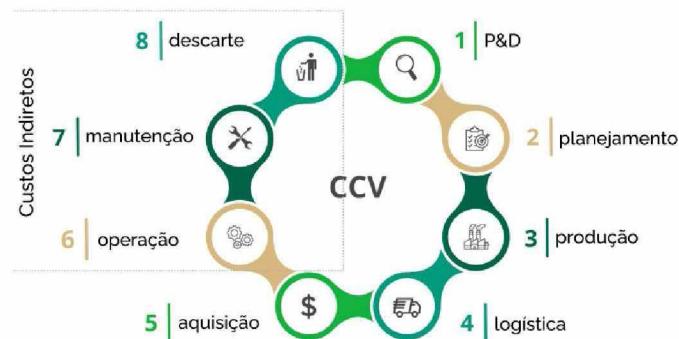 8 descarte
1 P&D
Custos Indiretos
7 manutenção
2 planejamento
CCV
6 operação
3 produção
$
5 aquisição
4 logística